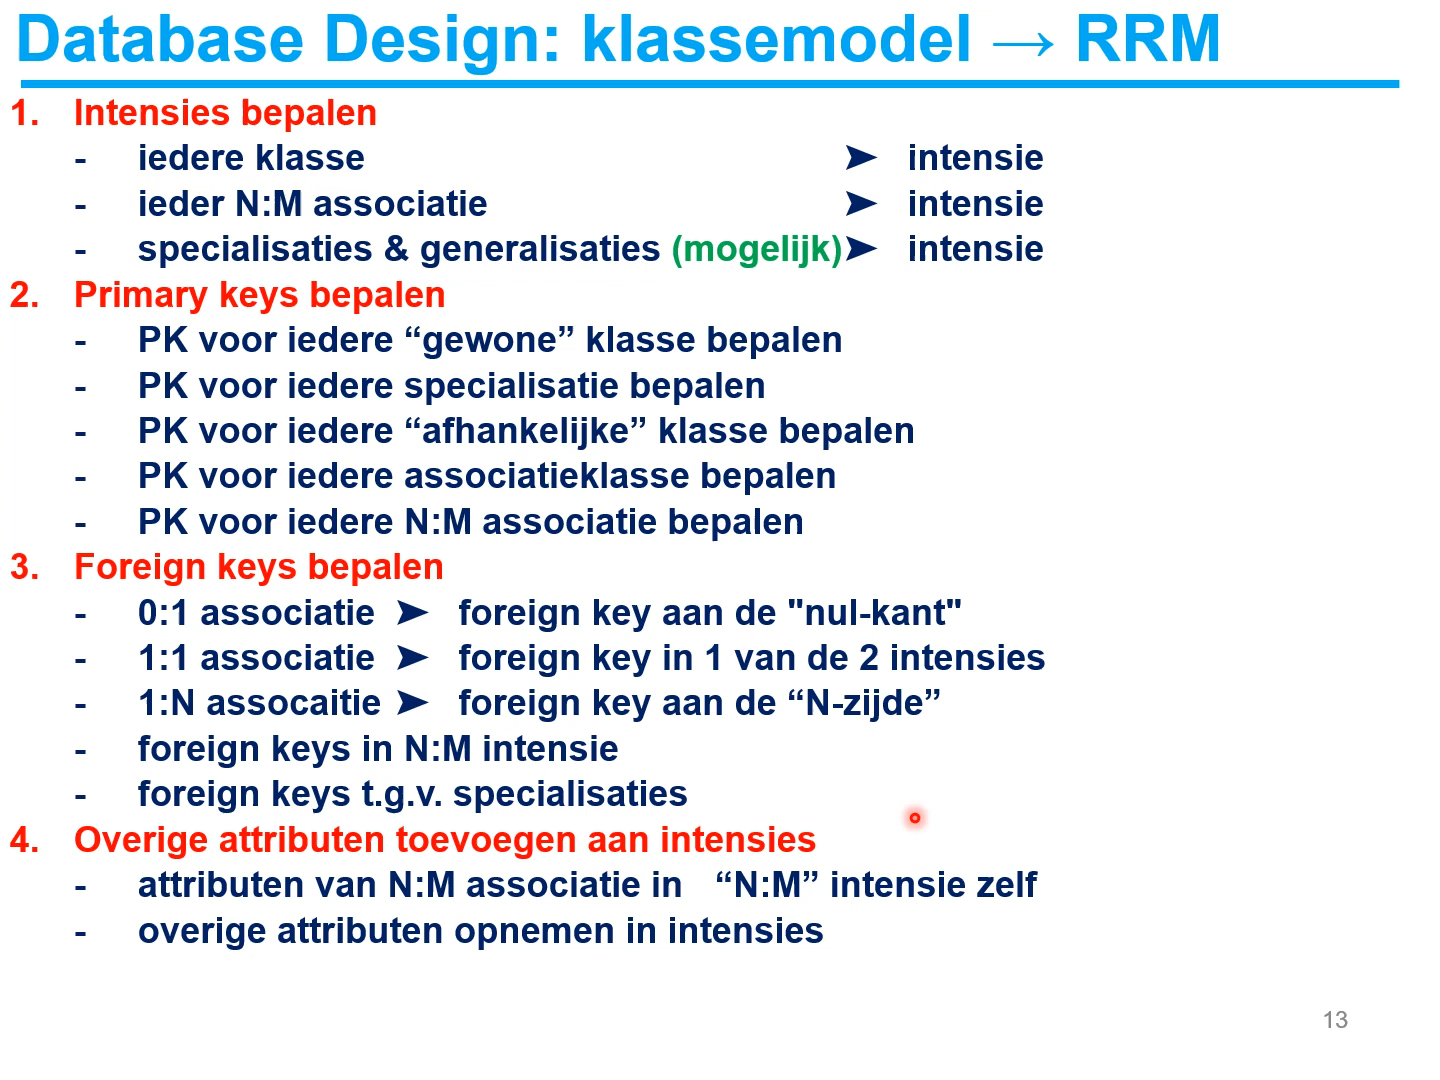 Database Design: klassemodel → RRM
1. Intensies bepalen
- iedere klasse ➤ intensie
- ieder N:M associatie ➤ intensie
- specialisaties & generalisaties (mogelijk)➤ intensie
2. Primary keys bepalen
- PK voor iedere “gewone” klasse bepalen
- PK voor iedere specialisatie bepalen
- PK voor iedere “afhankelijke” klasse bepalen
- PK voor iedere associatieklasse bepalen
- PK voor iedere N:M associatie bepalen
3. Foreign keys bepalen
- 0:1 associatie ➤ foreign key aan de "nul-kant"
- 1:1 associatie ➤ foreign key in 1 van de 2 intensies
- 1:N assocaitie ➤ foreign key aan de “N-zijde”
- foreign keys in N:M intensie
- foreign keys t.g.v. specialisaties
4. Overige attributen toevoegen aan intensies
- attributen van N:M associatie in “N:M” intensie zelf
- overige attributen opnemen in intensies
13